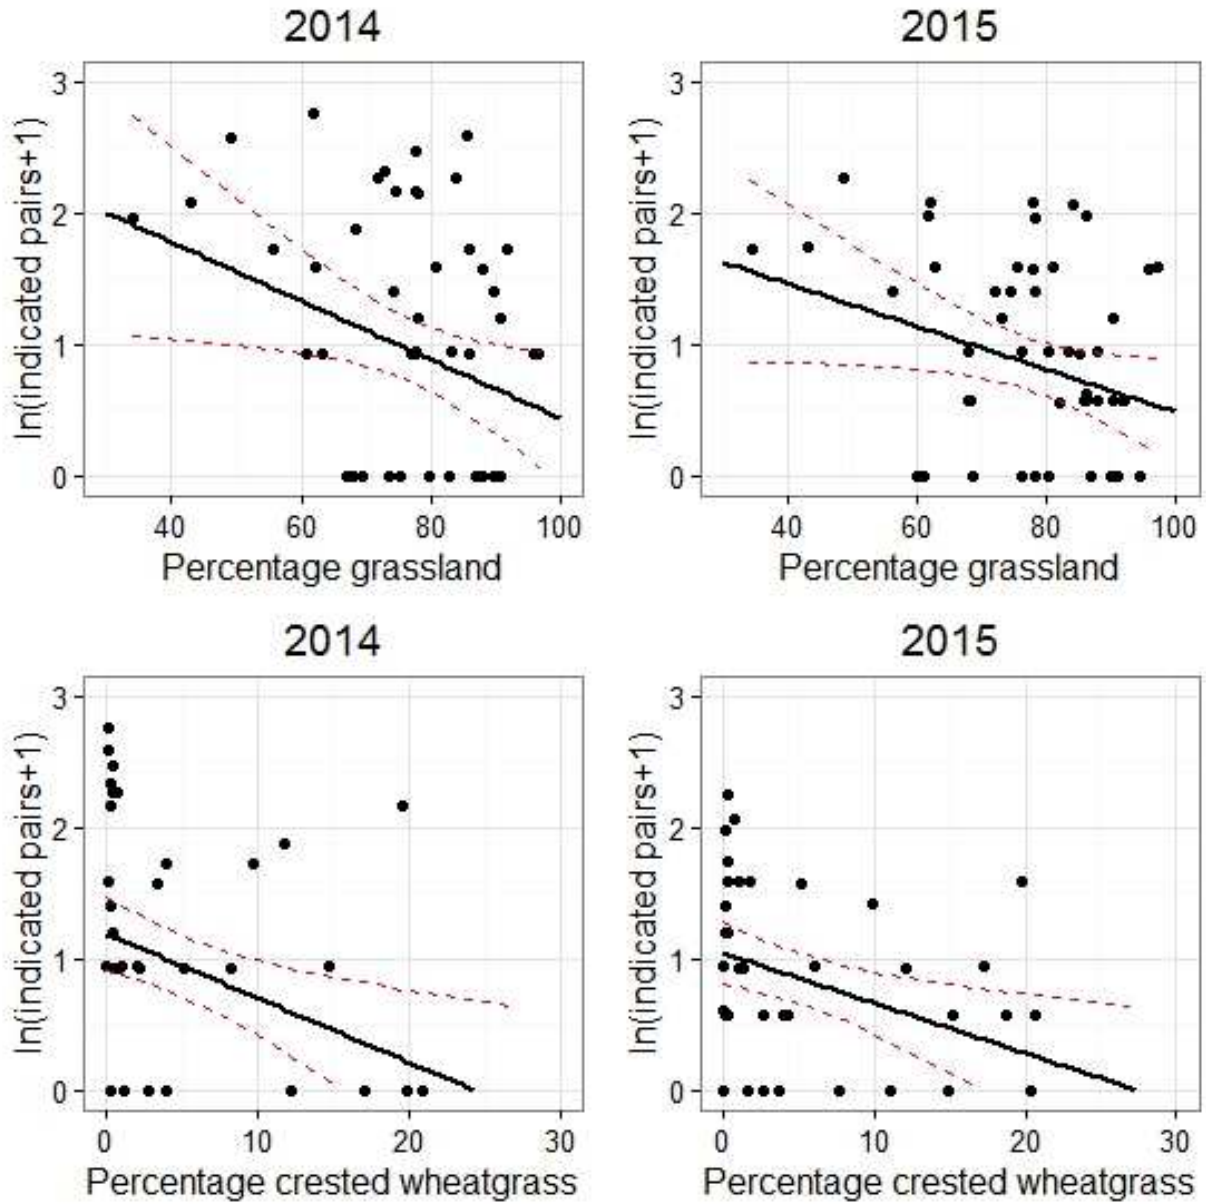 2014
2015
3
2
1
0
ln(indicated pairs+1)
40 60 80 100
Percentage grassland
3
2
1
0
ln(indicated pairs+1)
40 60 80 100
Percentage grassland
2014
2015
3
2
1
0
ln(indicated pairs+1)
0 10 20 30
Percentage crested wheatgrass
3
2
1
0
ln(indicated pairs+1)
0 10 20 30
Percentage crested wheatgrass